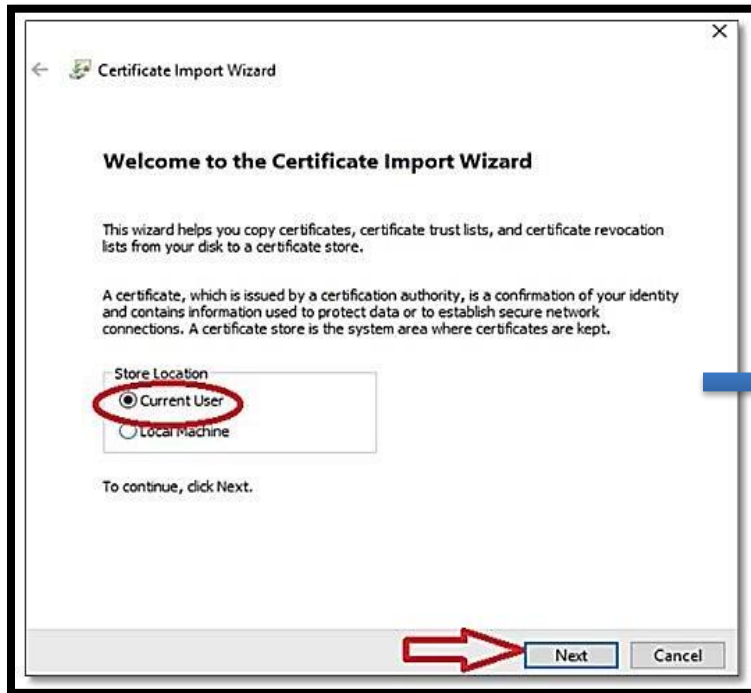 Certificate Import Wizard
Welcome to the Certificate Import Wizard
This wizard helps you copy certificates, certificate trust lists, and certificate revocation
lists from your disk to a certificate store.
A certificate, which is issued by a certification authority, is a confirmation of your identity
and contains information used to protect data or to establish secure network
connections. A certificate store is the system area where certificates are kept.
Store Location
Current User
Local Machine
To continue, click Next.
Next Cancel